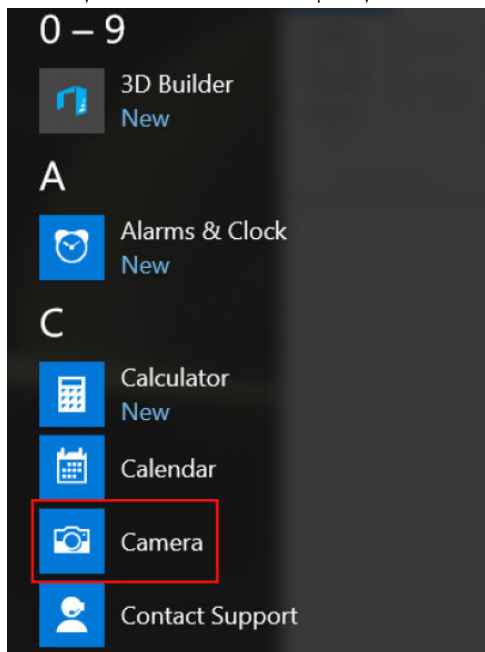 0 – 9
3D Builder
New
A
Alarms & Clock
New
C
Calculator
New
Calendar
Camera
Contact Support